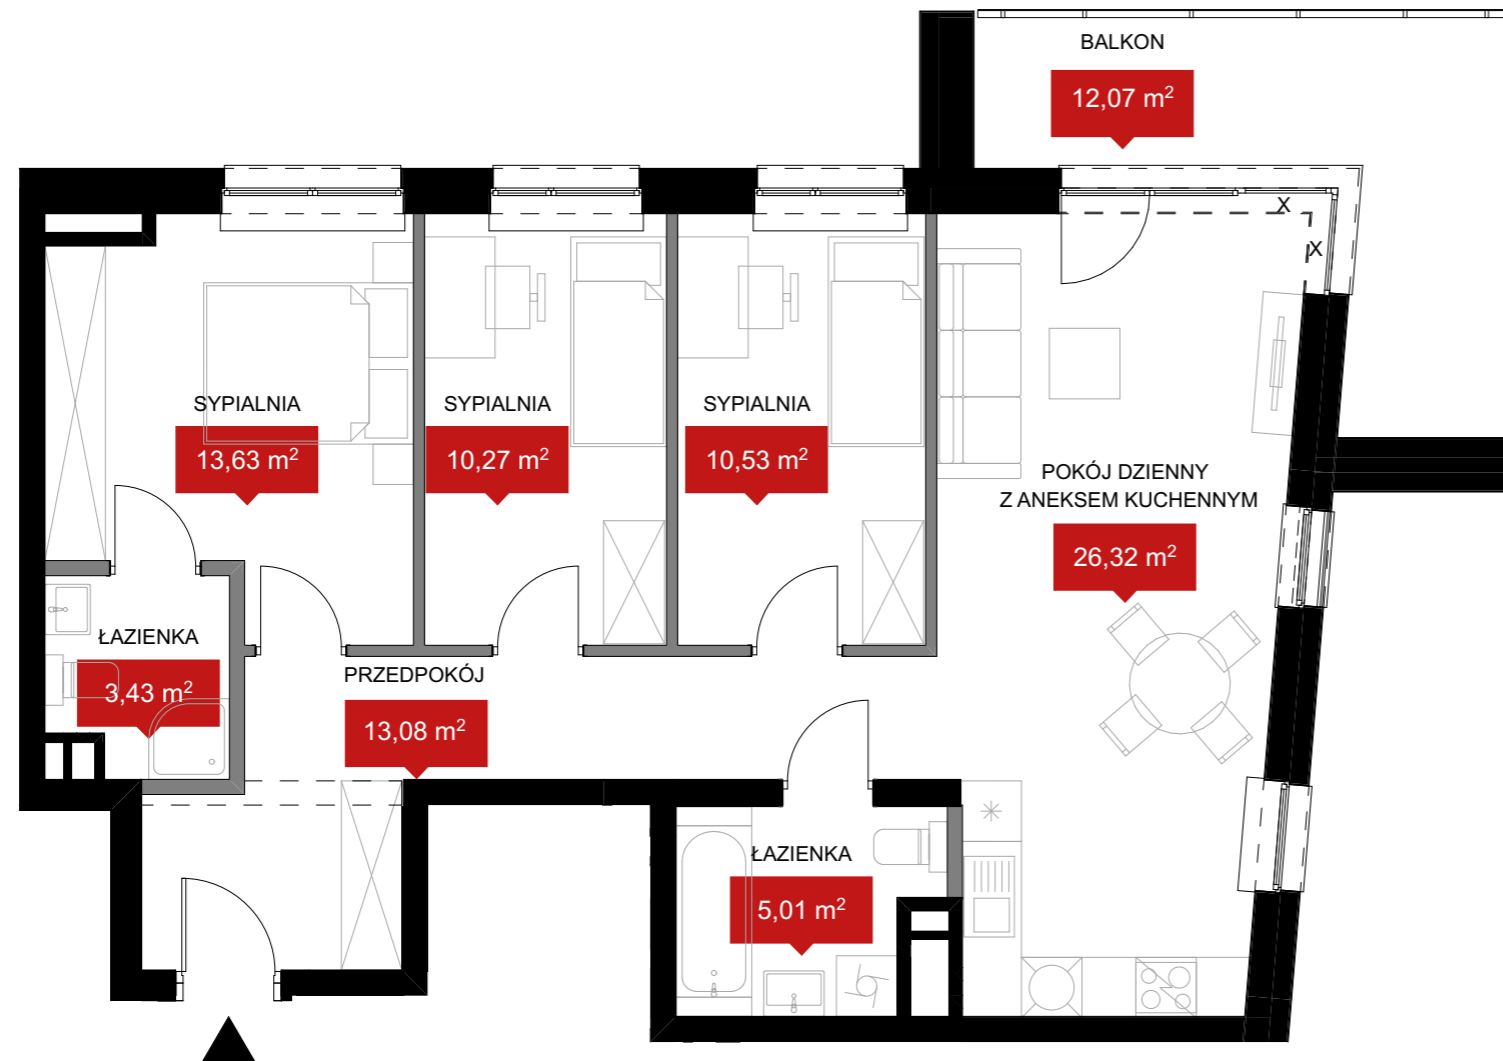 BALKON
12,07 m²
X
X
SYPIALNIA
13,63 m²
SYPIALNIA
10,27 m²
SYPIALNIA
10,53 m²
POKÓJ DZIENNY
Z ANEKSEM KUCHENNYM
26,32 m²
ŁAZIENKA
3,43 m²
PRZEDPOKÓJ
13,08 m²
ŁAZIENKA
5,01 m²